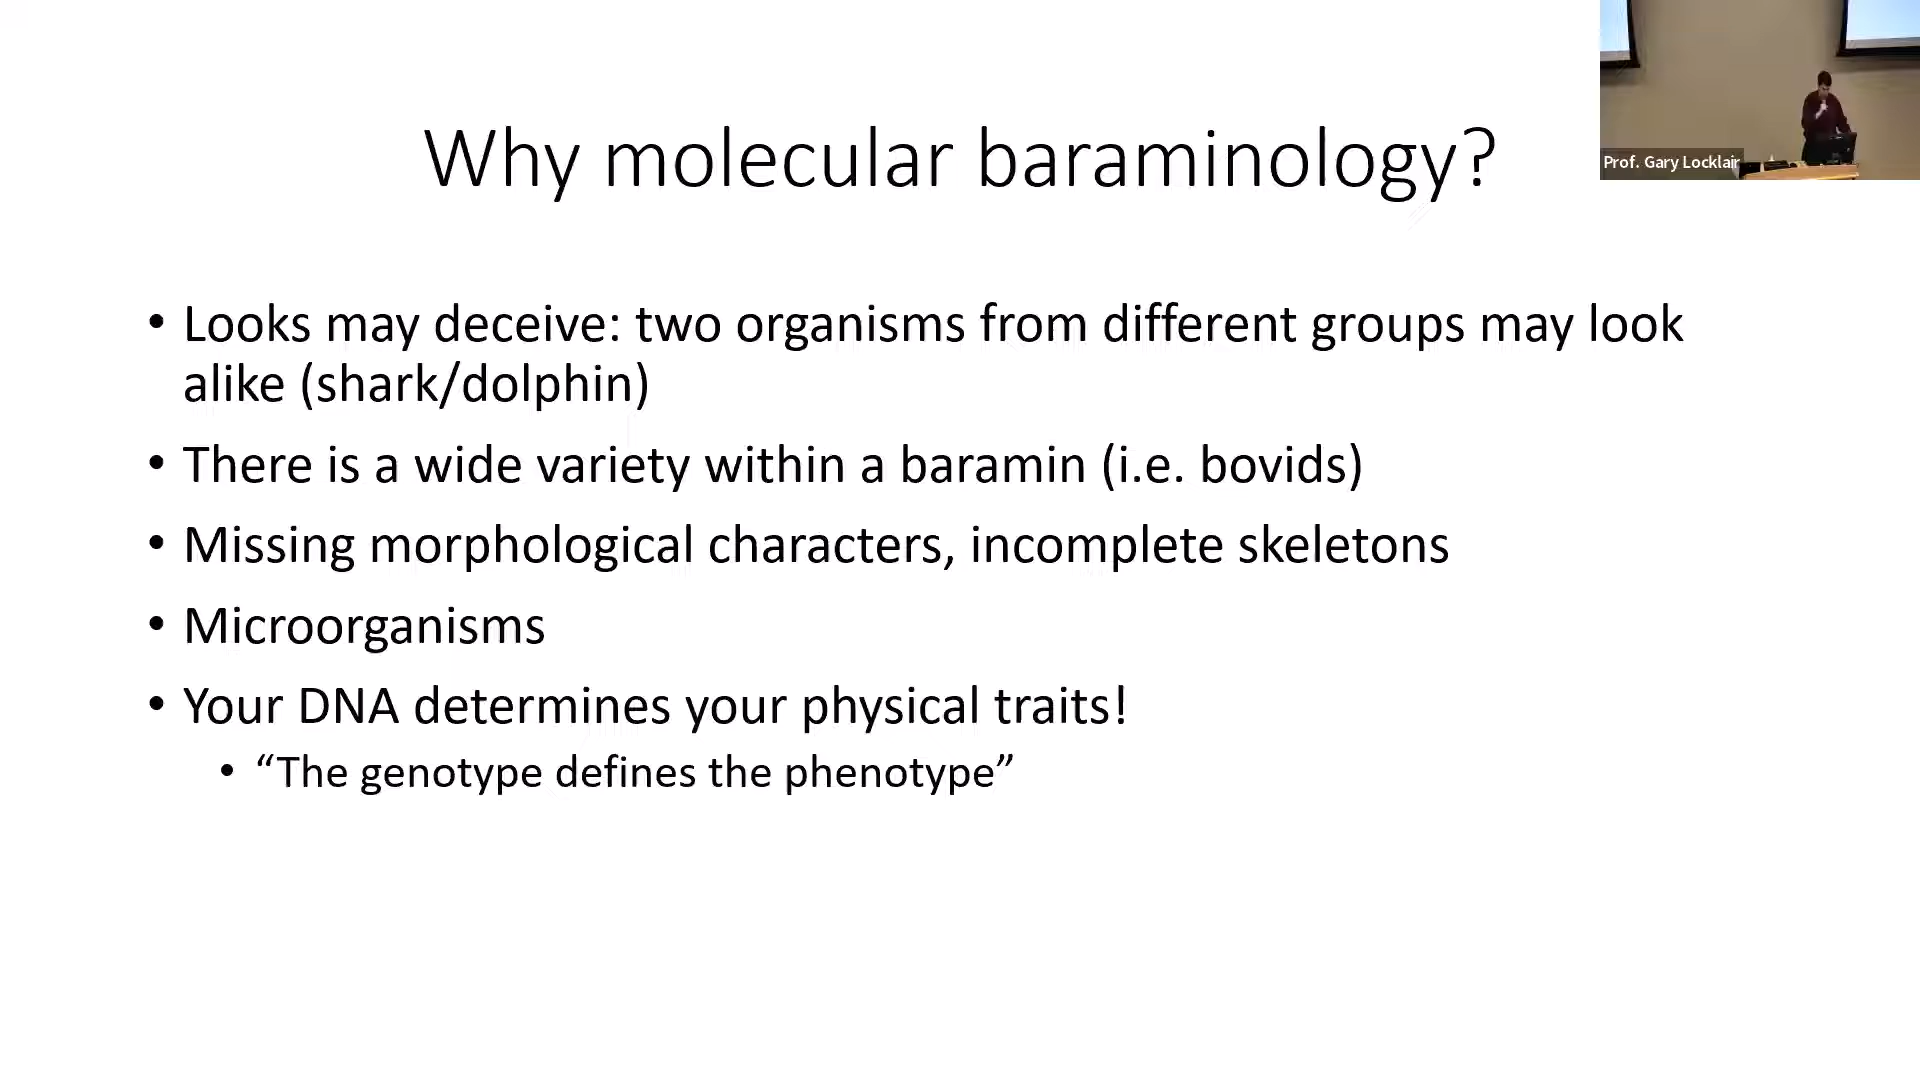 Why molecular baraminology?
Prof. Gary Locklair
• Looks may deceive: two organisms from different groups may look
alike (shark/dolphin)
• There is a wide variety within a baramin (i.e. bovids)
• Missing morphological characters, incomplete skeletons
• Microorganisms
• Your DNA determines your physical traits!
• “The genotype defines the phenotype”